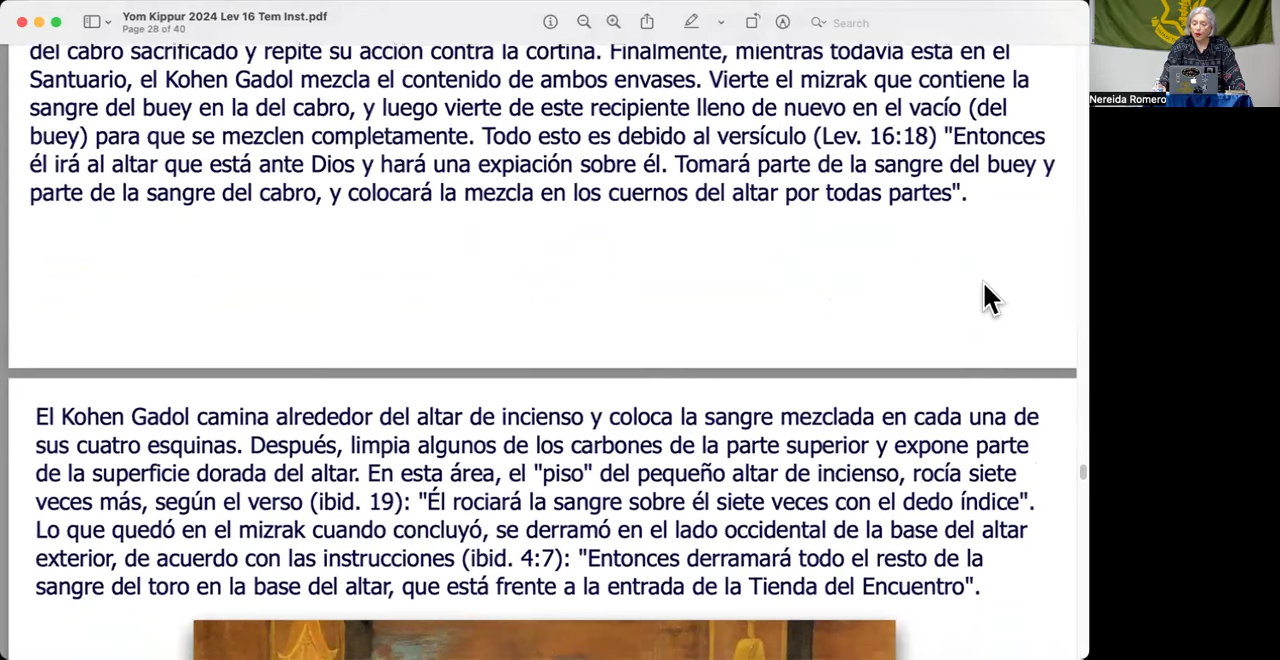 Yom Kippur 2024 Lev 16 Tem Inst.pdf
Page 28 of 40
Search
Nereida Romero
del cabro sacrificado y repite su acción contra la cortina. Finalmente, mientras todavía está en el
Santuario, el Kohen Gadol mezcla el contenido de ambos envases. Vierte el mizrak que contiene la
sangre del buey en la del cabro, y luego vierte de este recipiente lleno de nuevo en el vacío (del
buey) para que se mezclen completamente. Todo esto es debido al versículo (Lev. 16:18) "Entonces
él irá al altar que está ante Dios y hará una expiación sobre él. Tomará parte de la sangre del buey y
parte de la sangre del cabro, y colocará la mezcla en los cuernos del altar por todas partes".
El Kohen Gadol camina alrededor del altar de incienso y coloca la sangre mezclada en cada una de
sus cuatro esquinas. Después, limpia algunos de los carbones de la parte superior y expone parte
de la superficie dorada del altar. En esta área, el "piso" del pequeño altar de incienso, rocía siete
veces más, según el verso (ibid. 19): "Él rociará la sangre sobre él siete veces con el dedo índice".
Lo que quedó en el mizrak cuando concluyó, se derramó en el lado occidental de la base del altar
exterior, de acuerdo con las instrucciones (ibid. 4:7): "Entonces derramará todo el resto de la
sangre del toro en la base del altar, que está frente a la entrada de la Tienda del Encuentro".